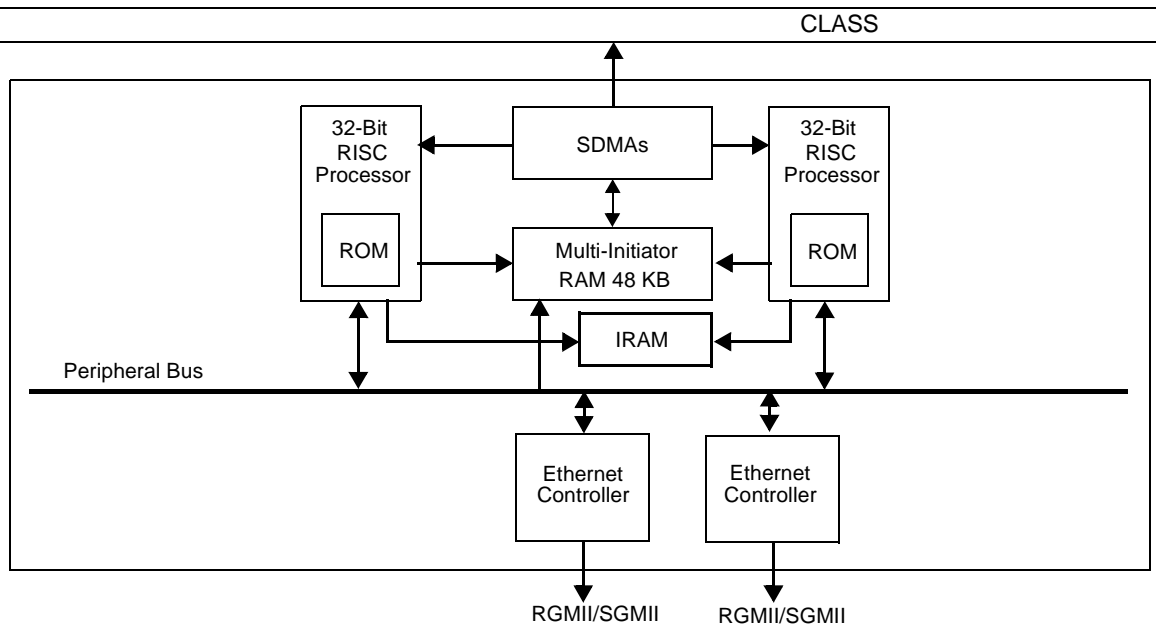 CLASS
32-Bit
RISC
Processor
SDMAs
32-Bit
RISC
Processor
ROM
Multi-Initiator
RAM 48 KB
ROM
IRAM
Peripheral Bus
Ethernet
Controller
Ethernet
Controller
RGMII/SGMII
RGMII/SGMII